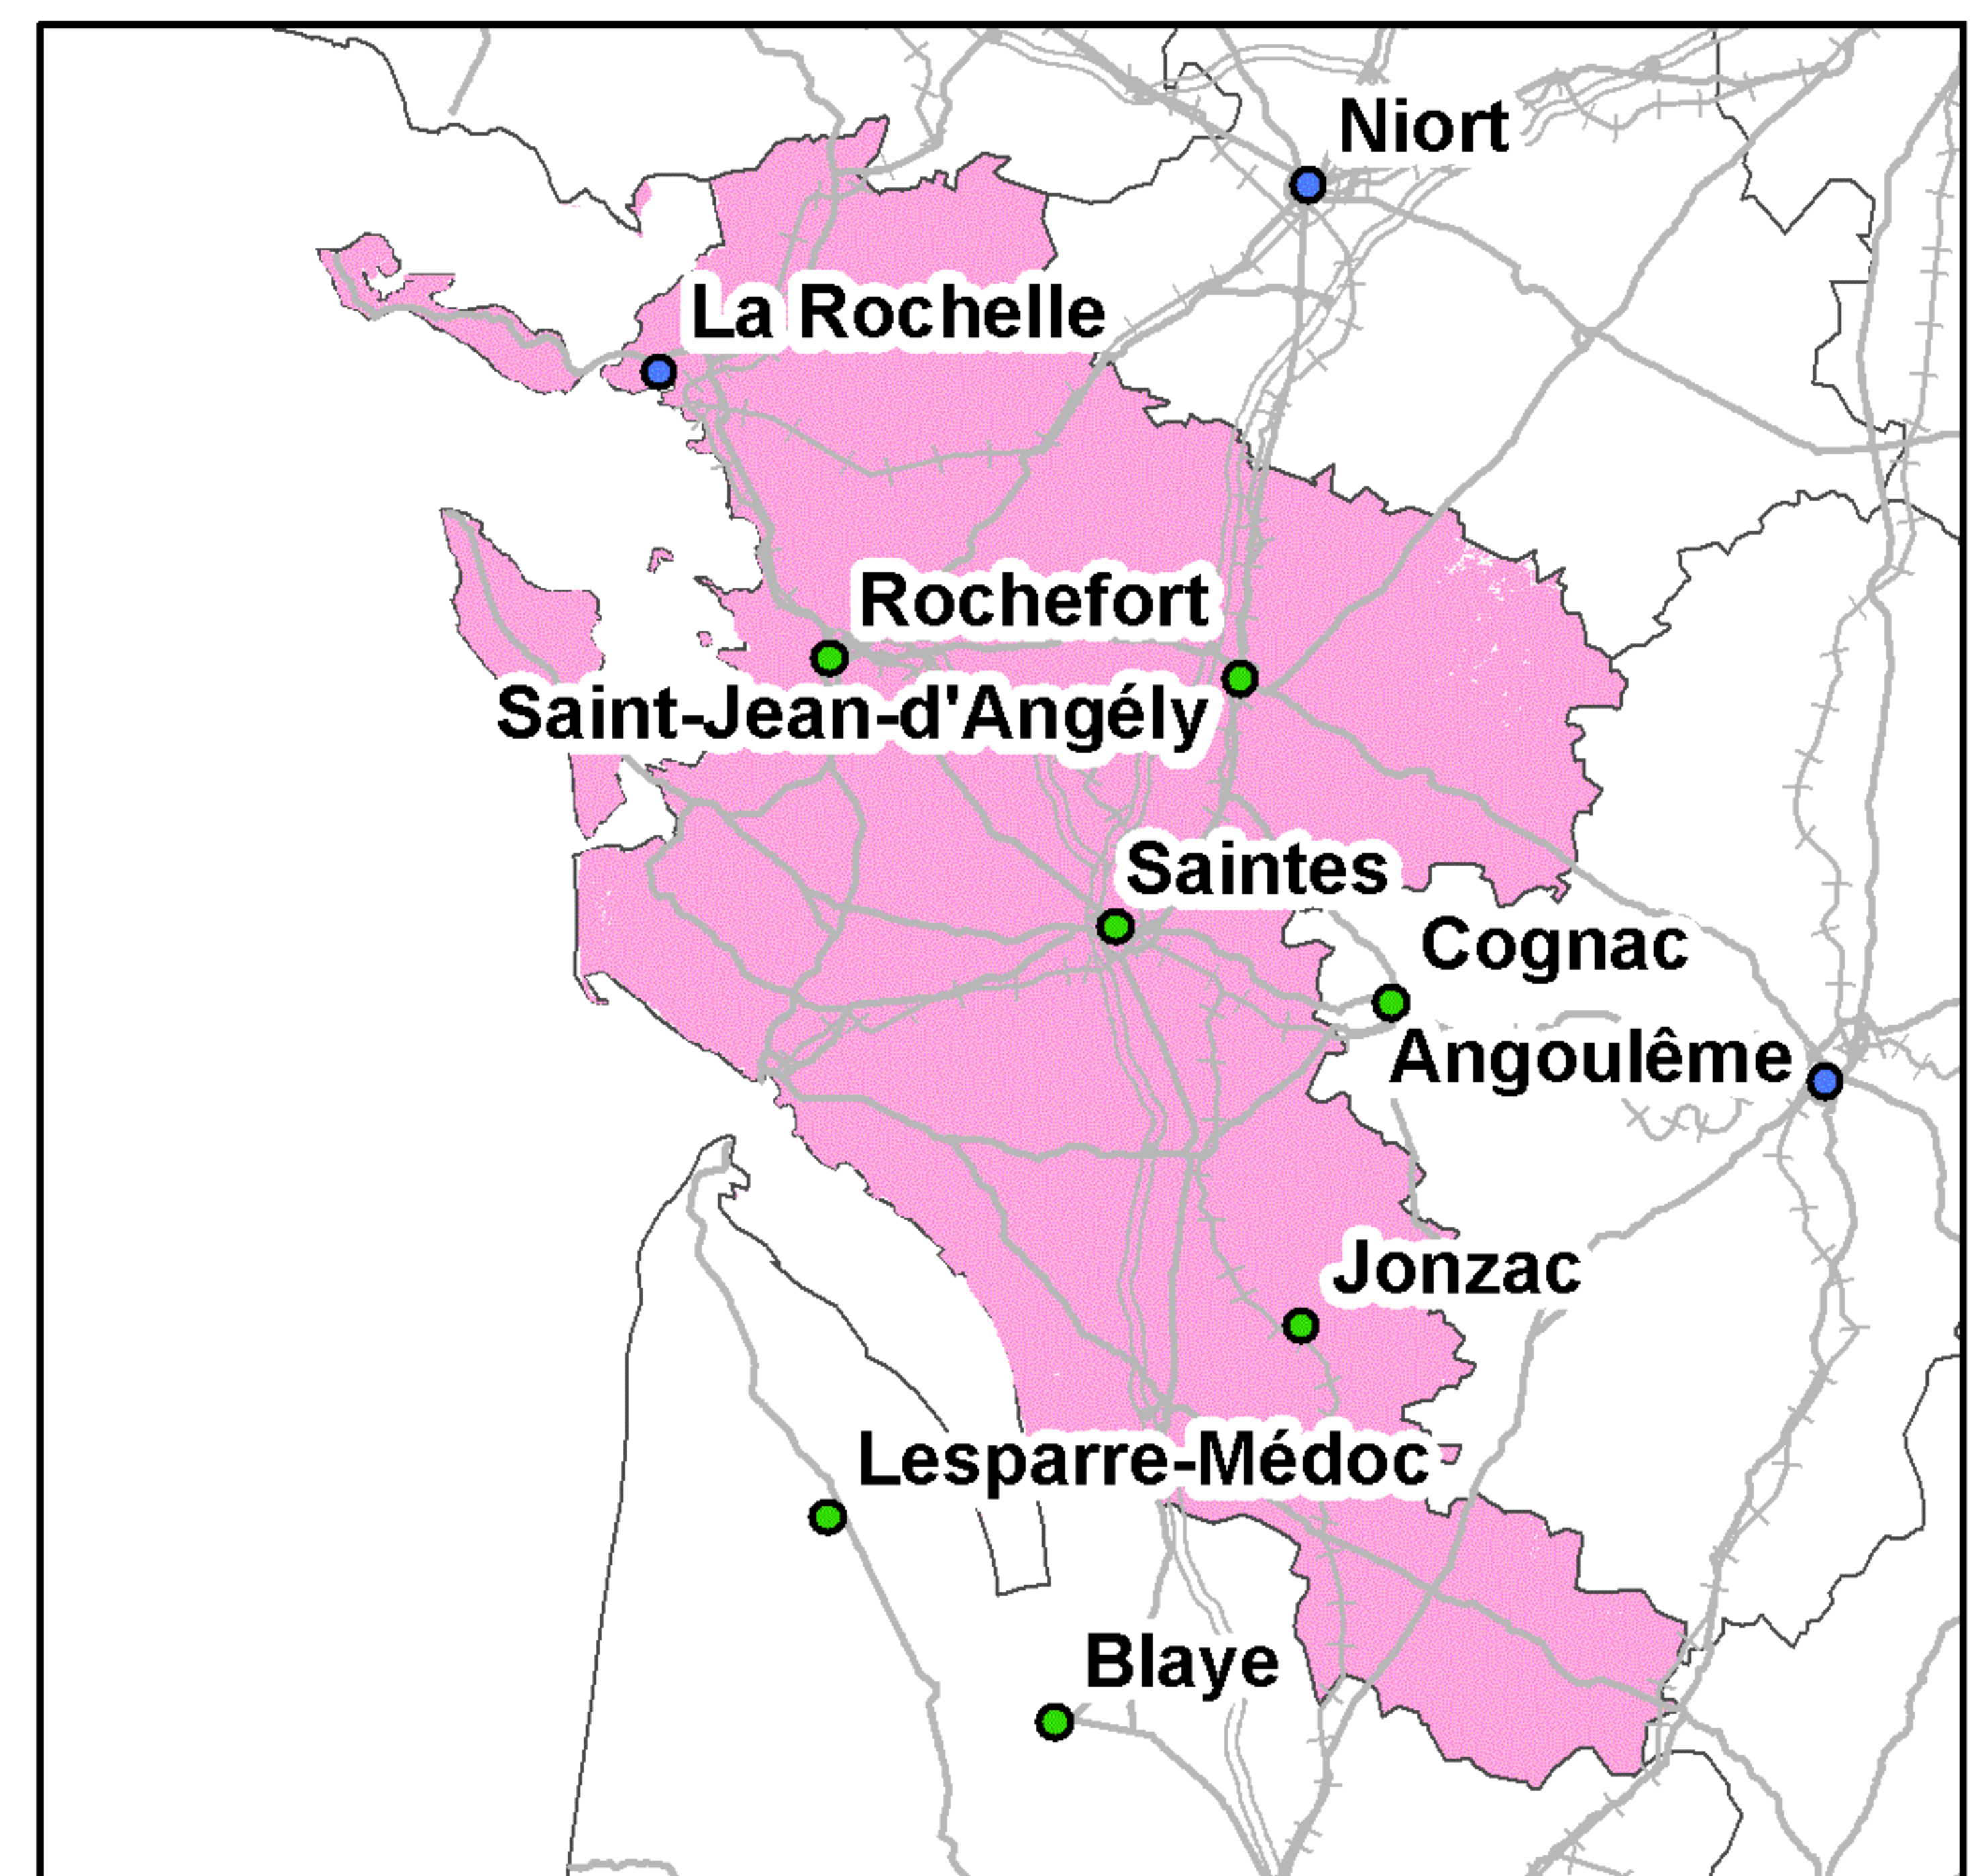 Niort
La Rochelle
Rochefort
Saint-Jean-d'Angély
Saintes
Cognac
Angoulême
Jonzac
Lesparre-Médoc
Blaye